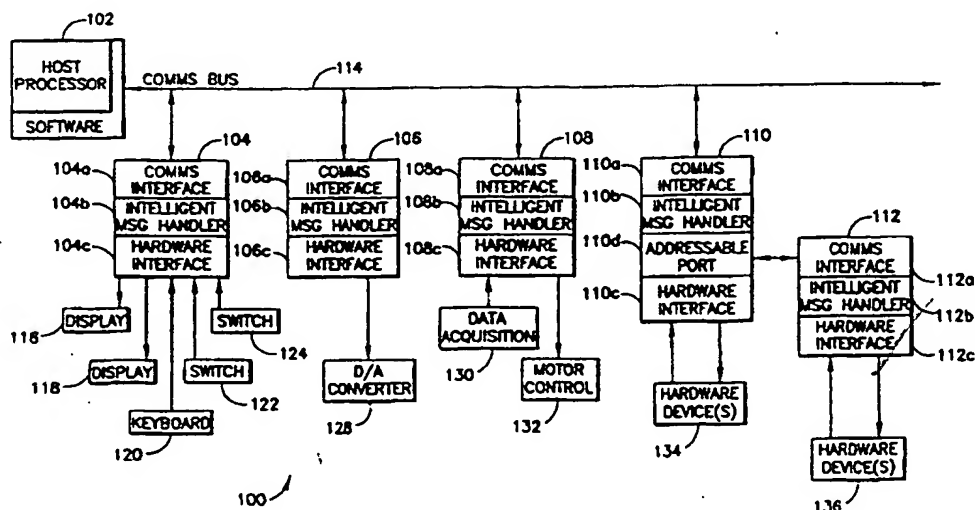 102
HOST
PROCESSOR
SOFTWARE
COMMS BUS
114
104
104a
COMMS
INTERFACE
104b
INTELLIGENT
MSG HANDLER
104c
HARDWARE
INTERFACE
116
DISPLAY
SWITCH
124
118
DISPLAY
SWITCH
122
KEYBOARD
120
106
106a
COMMS
INTERFACE
106b
INTELLIGENT
MSG HANDLER
106c
HARDWARE
INTERFACE
D/A
CONVERTER
128
108
108a
COMMS
INTERFACE
108b
INTELLIGENT
MSG HANDLER
108c
HARDWARE
INTERFACE
DATA
ACQUISITION
130
MOTOR
CONTROL
132
110
110a
COMMS
INTERFACE
110b
INTELLIGENT
MSG HANDLER
110d
ADDRESSABLE
PORT
110c
HARDWARE
INTERFACE
HARDWARE
DEVICE(S)
134
112
COMMS
INTERFACE
112a
INTELLIGENT
MSG HANDLER
112b
HARDWARE
INTERFACE
112c
HARDWARE
DEVICE(S)
136
100